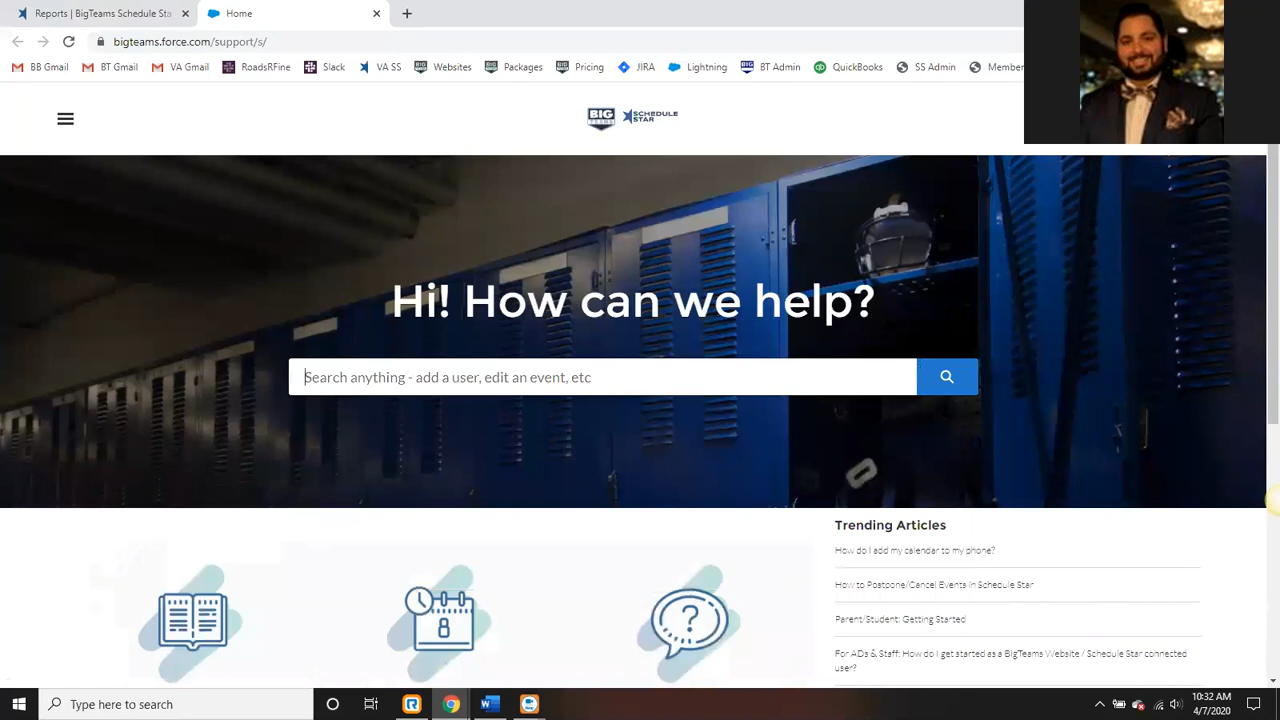 Reports | BigTeams Schedule Sta
Home
bigteams.force.com/support/s/
BB Gmail
BT Gmail
VA Gmail
RoadsRFine
Slack
VA SS
Websites
Packages
Pricing
JIRA
Lightning
BT Admin
QuickBooks
SS Admin
Member
BIG
SCHEDULE
STAR
Hi! How can we help?
Search anything - add a user, edit an event, etc
Trending Articles
How do I add my calendar to my phone?
How to Postpone/Cancel Events in Schedule Star
Parent/Student: Getting Started
For ADs & Staff: How do I get started as a BigTeams Website / Schedule Star connected
user?
Type here to search
10:32 AM
4/7/2020